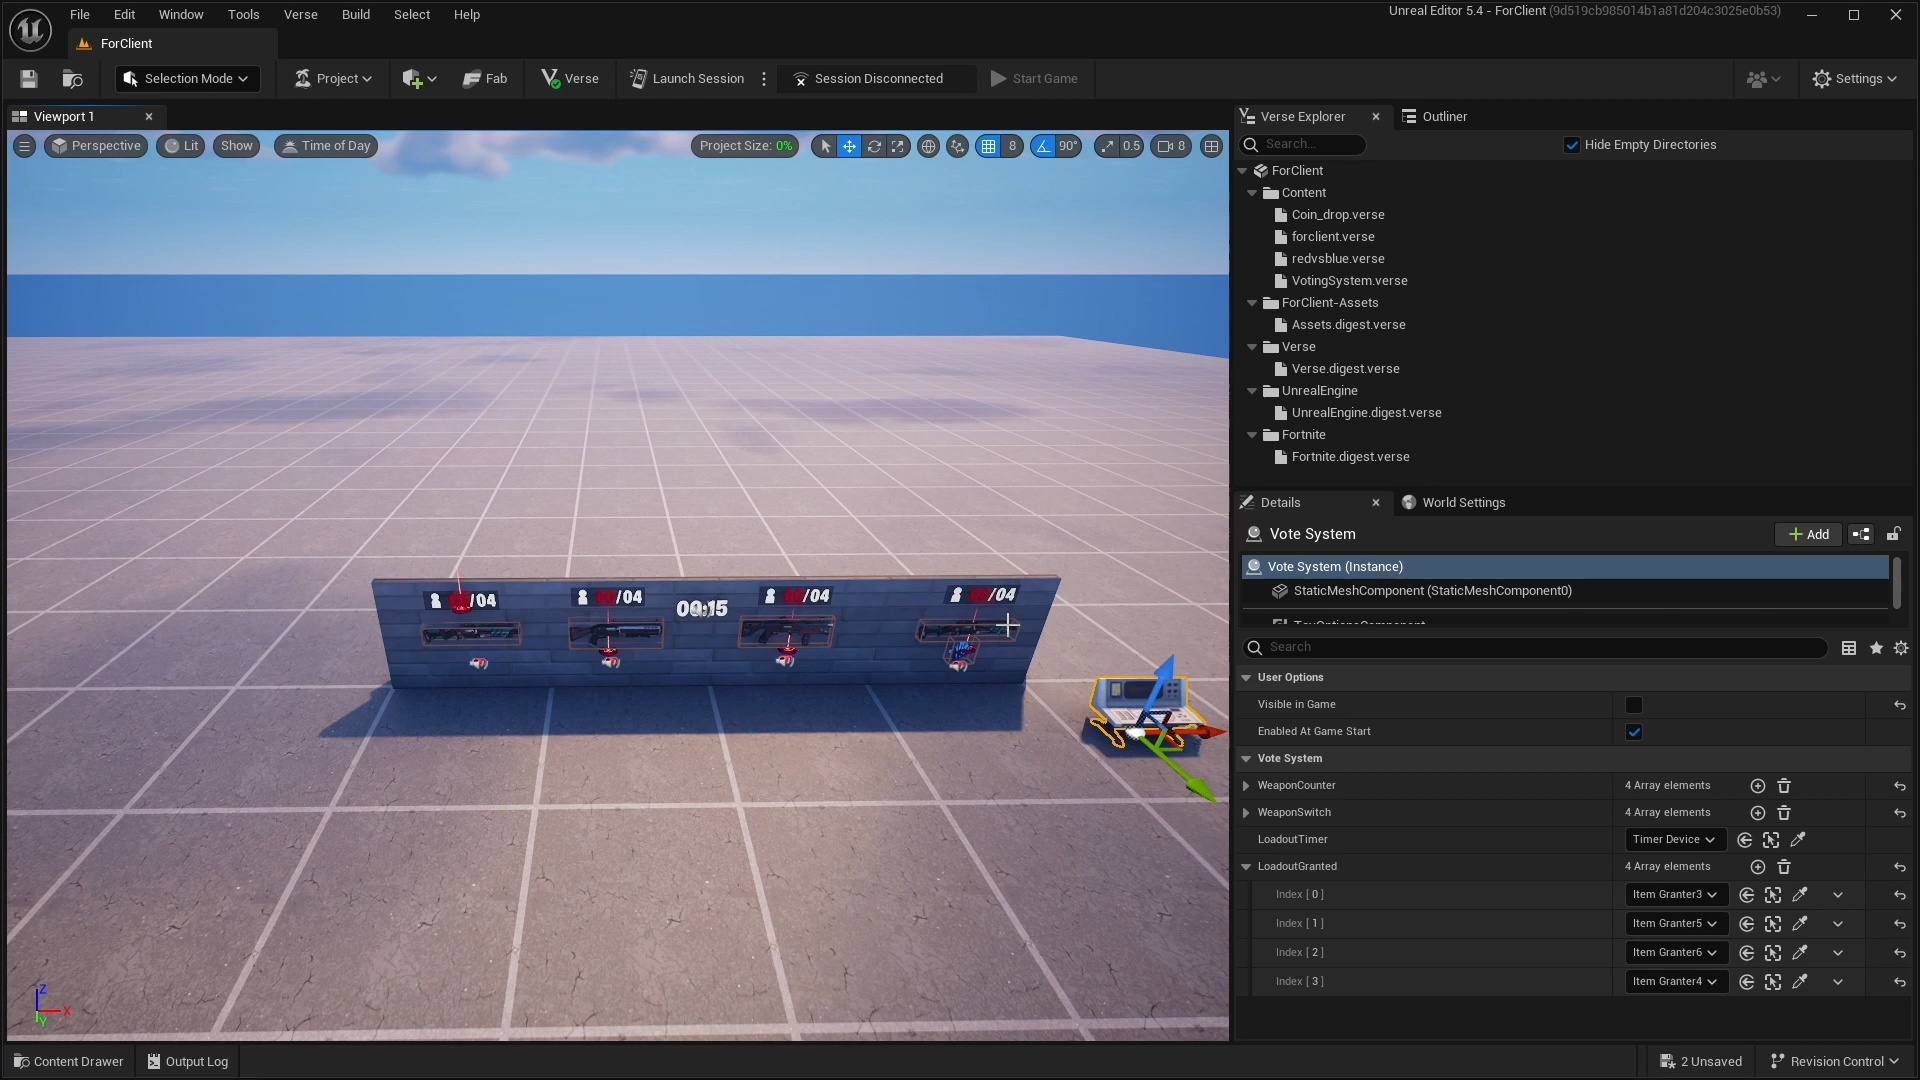 File Edit Window Tools Verse Build Select Help
Unreal Editor 5.4 - ForClient (9d519cb985014b1a81d204c3025e0b53)
ForClient
Selection Mode Project Fab Verse Launch Session Session Disconnected Start Game Settings
Viewport 1
Perspective Lit Show Time of Day Project Size: 0% 8 90° 0.5 8
/04 /04 00:15 /04 /04
Z
X
Y
Verse Explorer Outliner
Search... Hide Empty Directories
ForClient
Content
Coin_drop.verse
forclient.verse
redvsblue.verse
VotingSystem.verse
ForClient-Assets
Assets.digest.verse
Verse
Verse.digest.verse
UnrealEngine
UnrealEngine.digest.verse
Fortnite
Fortnite.digest.verse
Details World Settings
Vote System Add
Vote System (Instance)
StaticMeshComponent (StaticMeshComponent0)
Search
User Options
Visible in Game
Enabled At Game Start
Vote System
WeaponCounter 4 Array elements
WeaponSwitch 4 Array elements
LoadoutTimer Timer Device
LoadoutGranted 4 Array elements
Index [ 0 ] Item Granter3
Index [ 1 ] Item Granter5
Index [ 2 ] Item Granter6
Index [ 3 ] Item Granter4
Content Drawer Output Log 2 Unsaved Revision Control